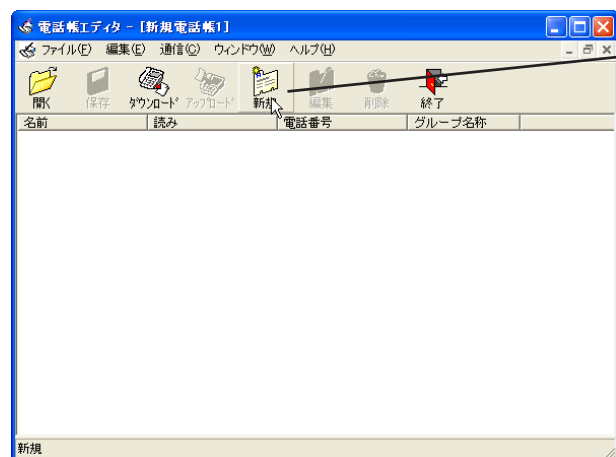 電話帳エディタ - [新規電話帳1]
ファイル(F) 編集(E) 通信(C) ウィンドウ(W) ヘルプ(H)
開く 保存 ダウンロード アップロード 新規 編集 削除 終了
名前 読み 電話番号 グループ名称
新規